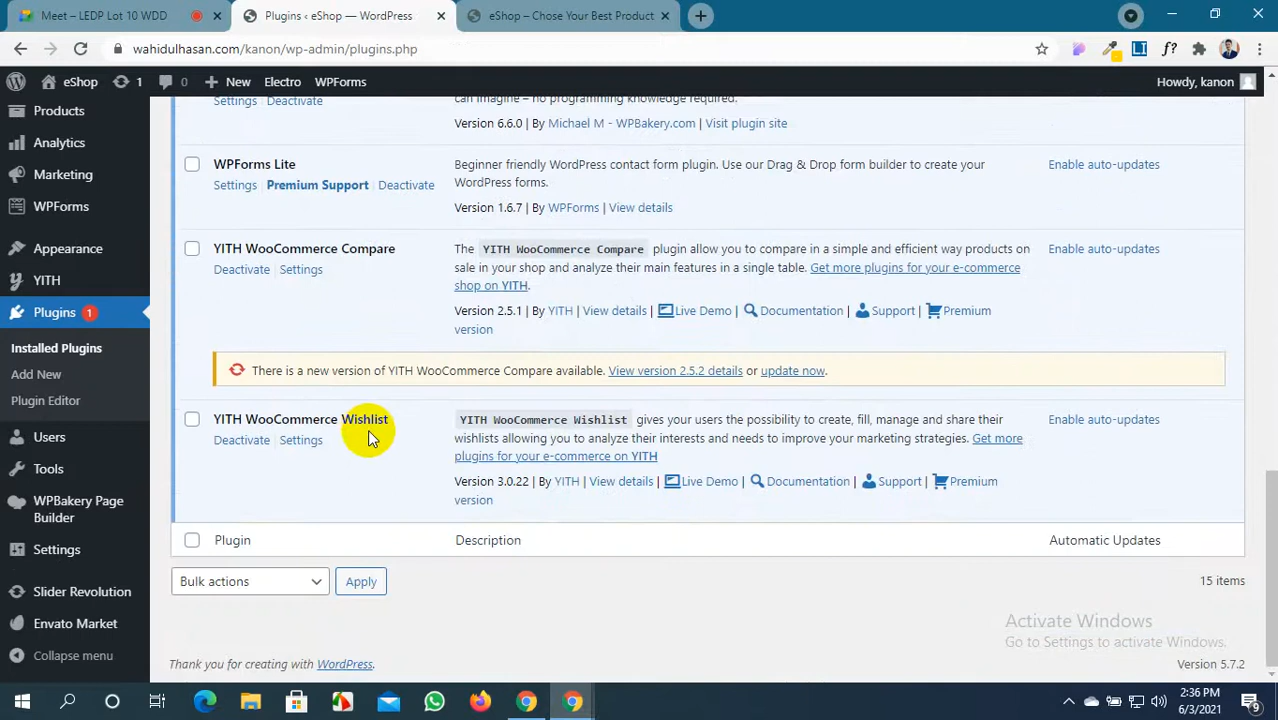 Meet – LEDP Lot 10 WDD
Plugins ‹ eShop — WordPress
eShop – Chose Your Best Product
wahidulhasan.com/kanon/wp-admin/plugins.php
eShop 1 0 New Electro WPForms Howdy, kanon
Products
Analytics
Marketing
WPForms
Appearance
YITH
Plugins 1
Installed Plugins
Add New
Plugin Editor
Users
Tools
WPBakery Page
Builder
Settings
Slider Revolution
Envato Market
Collapse menu
Settings | Deactivate
can imagine – no programming knowledge required.
Version 6.6.0 | By Michael M - WPBakery.com | Visit plugin site
WPForms Lite
Settings | Premium Support | Deactivate
Beginner friendly WordPress contact form plugin. Use our Drag & Drop form builder to create your
WordPress forms.
Version 1.6.7 | By WPForms | View details
Enable auto-updates
YITH WooCommerce Compare
Deactivate | Settings
The YITH WooCommerce Compare plugin allow you to compare in a simple and efficient way products on
sale in your shop and analyze their main features in a single table. Get more plugins for your e-commerce
shop on YITH.
Version 2.5.1 | By YITH | View details | Live Demo | Documentation | Support | Premium
version
Enable auto-updates
There is a new version of YITH WooCommerce Compare available. View version 2.5.2 details or update now.
YITH WooCommerce Wishlist
Deactivate | Settings
YITH WooCommerce Wishlist gives your users the possibility to create, fill, manage and share their
wishlists allowing you to analyze their interests and needs to improve your marketing strategies. Get more
plugins for your e-commerce on YITH
Version 3.0.22 | By YITH | View details | Live Demo | Documentation | Support | Premium
version
Enable auto-updates
Plugin Description Automatic Updates
Bulk actions Apply 15 items
Activate Windows
Go to Settings to activate Windows.
Thank you for creating with WordPress. Version 5.7.2
2:36 PM
6/3/2021
9